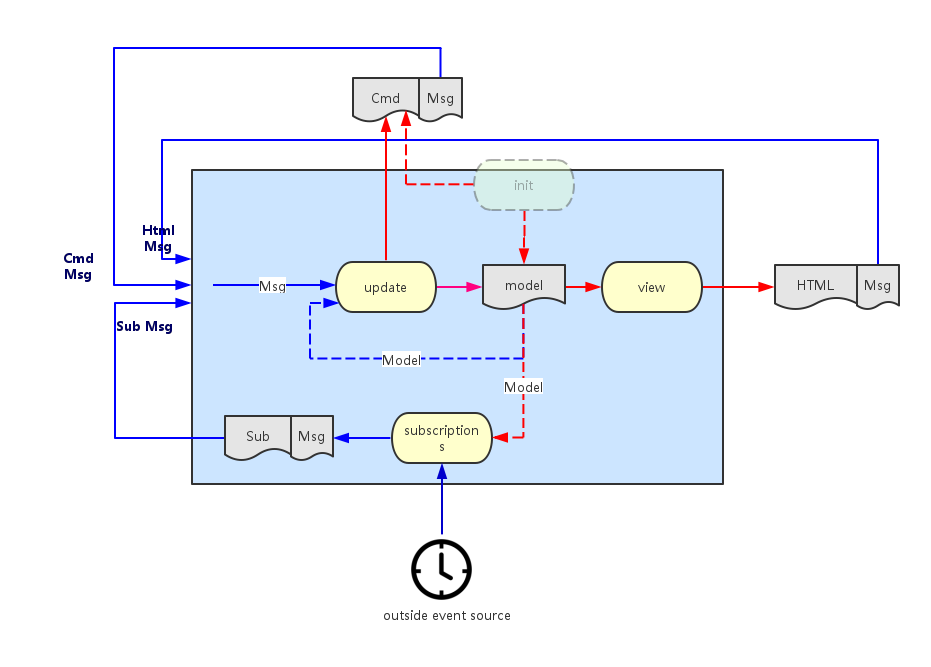 Cmd
Msg
init
Html
Msg
Cmd
Msg
Msg
update
model
view
HTML
Msg
Sub Msg
Model
Model
Sub
Msg
subscription
s
outside event source